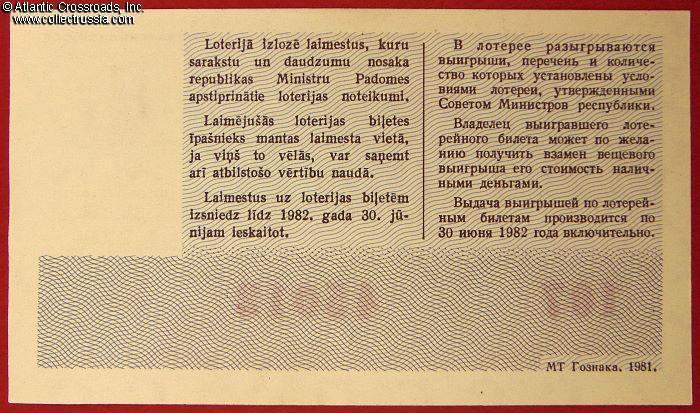 © Atlantic Crossroads, Inc.
www.collectrussia.com
Loterijā izlozē laimestus, kuru
sarakstu un daudzumu nosaka
republikas Ministru Padomes
apstiprinātie loterijas noteikumi.
Laimējušās loterijas biļetes
īpašnieks mantas laimesta vietā,
ja viņš to vēlās, var saņemt
arī atbilstošo vērtību naudā.
Laimestus uz loterijas biļetēm
izsniedz līdz 1982. gada 30. jū-
nijam ieskaitot.
В лотерее разыгрываются
выигрыши, перечень и количе-
ство которых установлены усло-
виями лотереи, утвержденными
Советом Министров республики.
Владелец выигравшего лоте-
рейного билета может по жела-
нию получить взамен вещевого
выигрыша его стоимость налич-
ными деньгами.
Выдача выигрышей по лотерей-
ным билетам производится по
30 июня 1982 года включительно.
МТ Гознака. 1981.